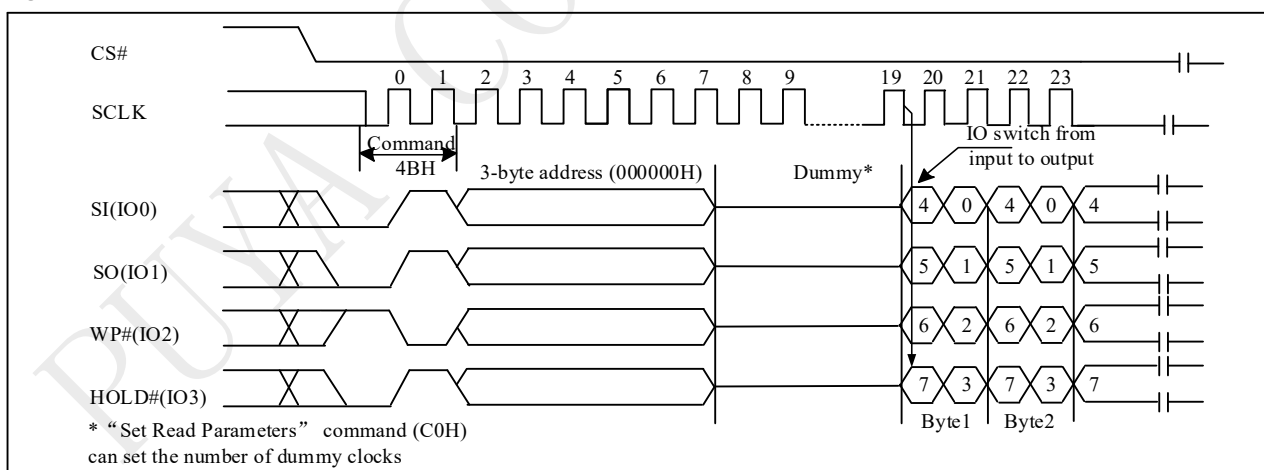 PUYA CO
CS#
0 1 2 3 4 5 6 7 8 9 19 20 21 22 23
SCLK
IO switch from
input to output
Command
4BH
3-byte address (000000H)
Dummy*
SI(IO0) 4 0 4 0 4
SO(IO1) 5 1 5 1 5
WP#(IO2) 6 2 6 2 6
HOLD#(IO3) 7 3 7 3 7
Byte1 Byte2
* “Set Read Parameters” command (C0H)
can set the number of dummy clocks